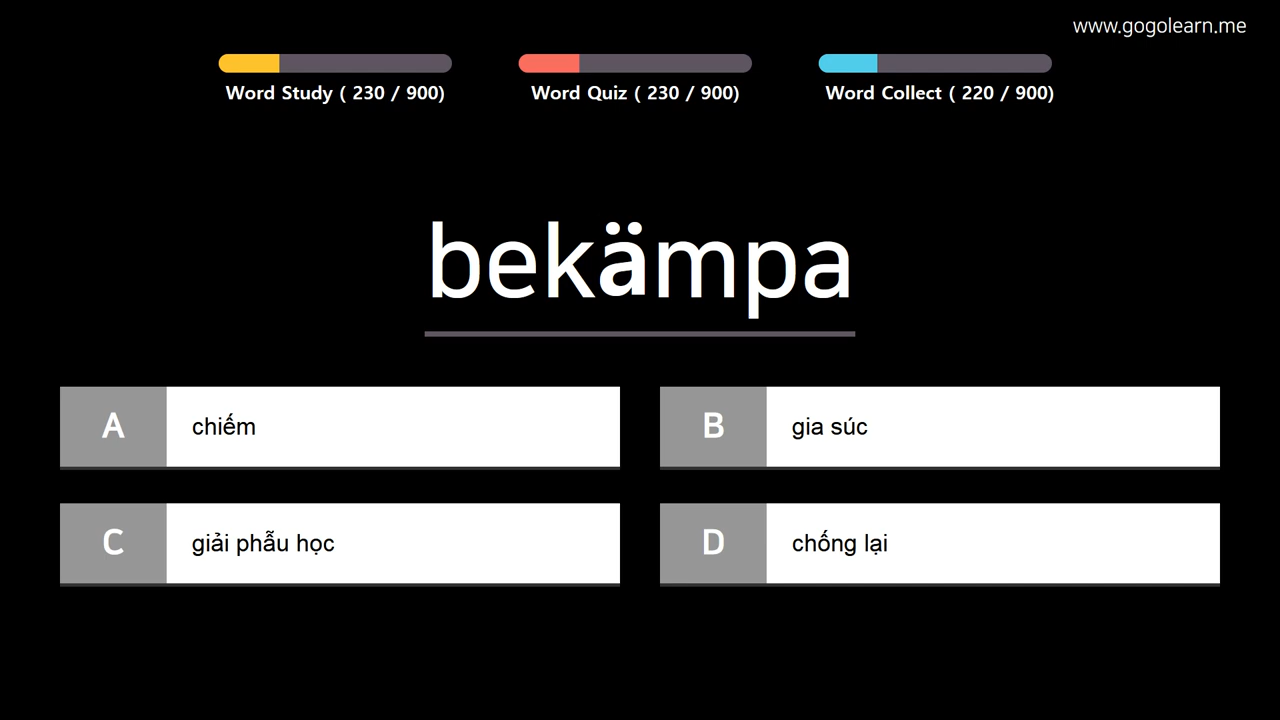 www.gogolearn.me
Word Study ( 230 / 900)
Word Quiz ( 230 / 900)
Word Collect ( 220 / 900)
bekämpa
A
chiếm
B
gia súc
C
giải phẫu học
D
chống lại